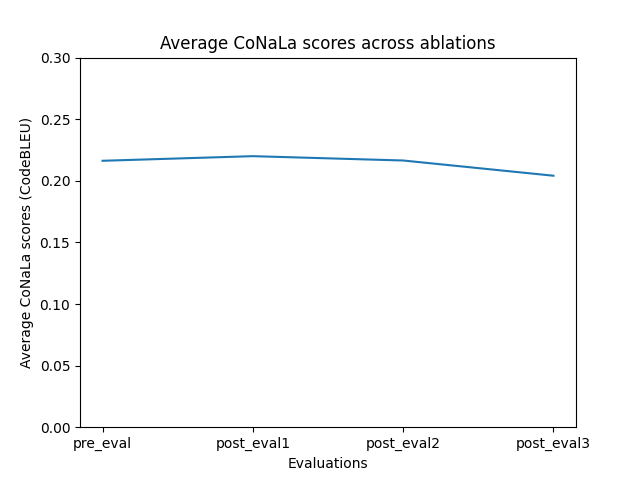 Average CoNaLa scores across ablations
Average CoNaLa scores (CodeBLEU)
0.30
0.25
0.20
0.15
0.10
0.05
0.00
pre_eval post_eval1 post_eval2 post_eval3
Evaluations